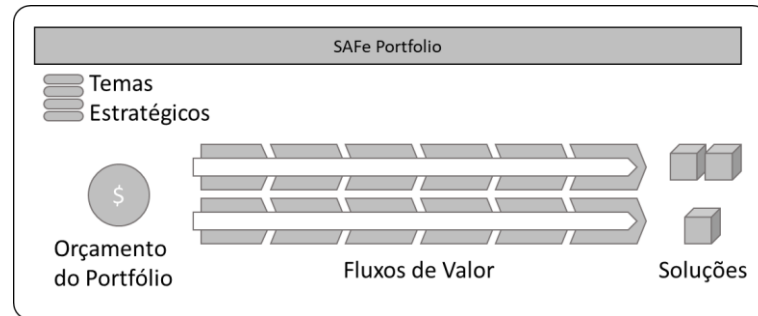 SAFe Portfolio
Temas
Estratégicos
$
Orçamento
do Portfólio
Fluxos de Valor
Soluções